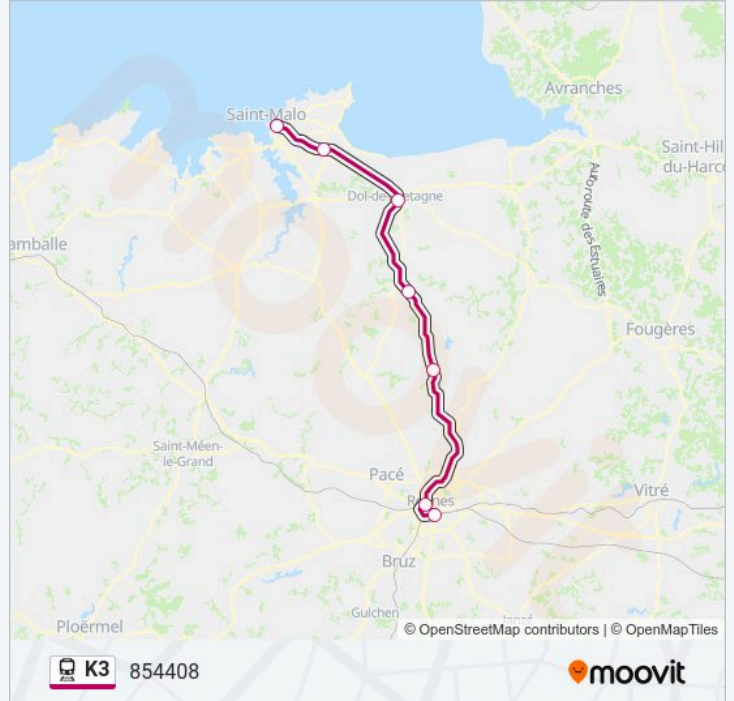 Avranches
Saint-Malo
Saint-Hil
du-Harco
Autoroute des Estuaires
Dol-de-Bretagne
amballe
Fougères
Saint-Méen-
le-Grand
Pacé
Rennes
Vitré
Bruz
Guichen
Ploërmel
© OpenStreetMap contributors | © OpenMapTiles
K3 854408
moovit